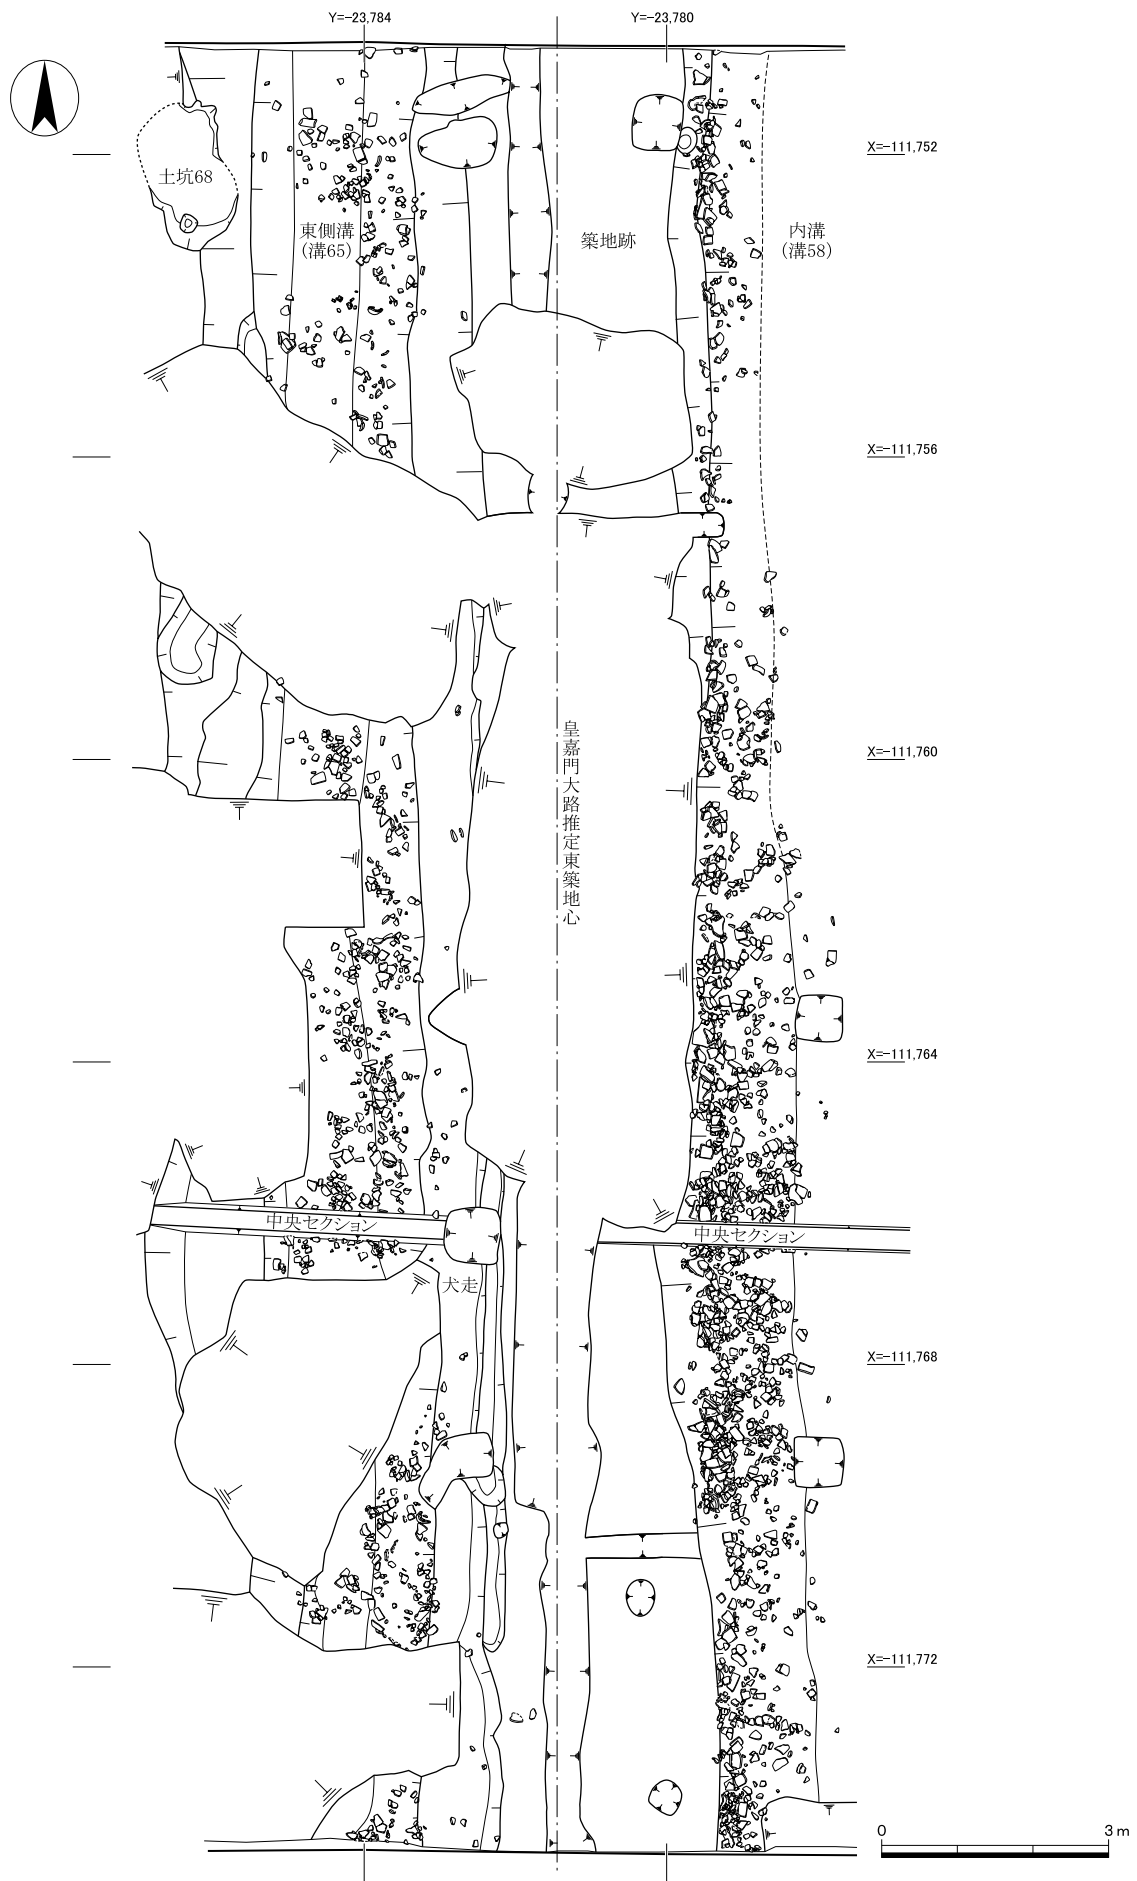 Y=-23,784
Y=-23,780
X=-111,752
土坑68
東側溝
(溝65)
築地跡
内溝
(溝58)
X=-111,756
皇嘉門大路推定東築地心
X=-111,760
X=-111,764
中央セクション
中央セクション
犬走
X=-111,768
X=-111,772
0
3 m